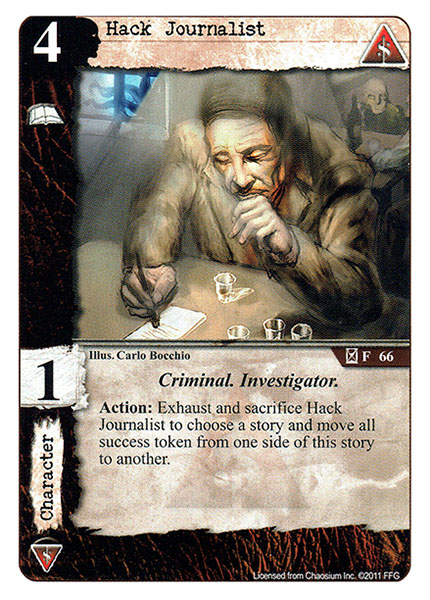 4
Hack Journalist
Illus. Carlo Bocchio
F 66
1
Criminal. Investigator.
Action: Exhaust and sacrifice Hack
Journalist to choose a story and move all
success token from one side of this story
to another.
Character
Licensed from Chaosium Inc. ©2011 FFG